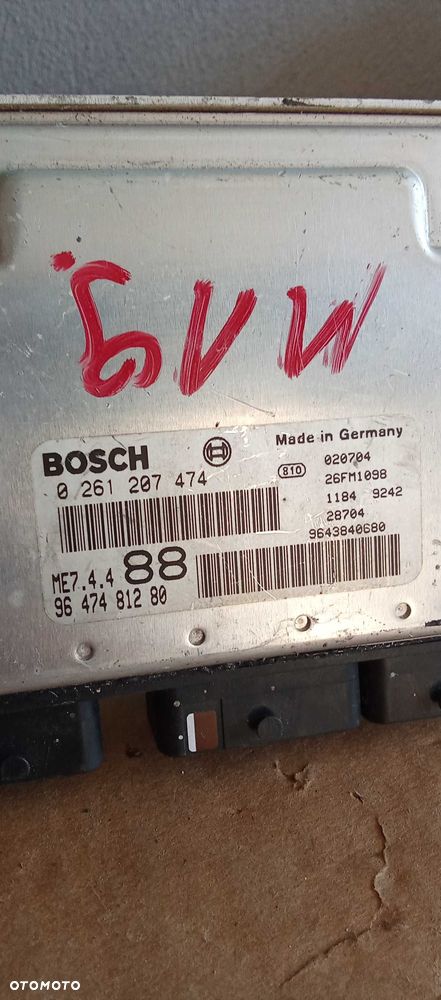 BOSCH
Made in Germany
0 261 207 474
810
020704
26FM1098
1184 9242
28704
9643840680
ME7.4.4 88
96 474 812 80
OTOMOTO